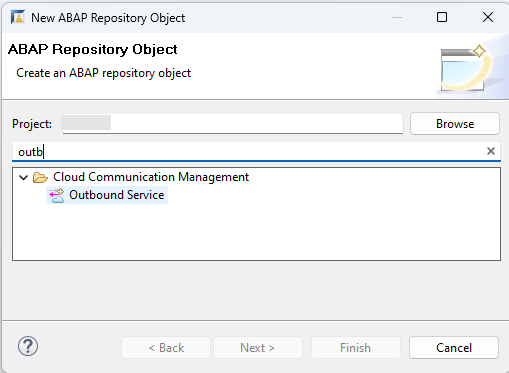 New ABAP Repository Object
ABAP Repository Object
Create an ABAP repository object
Project:
Browse
outb
Cloud Communication Management
Outbound Service
?
< Back
Next >
Finish
Cancel